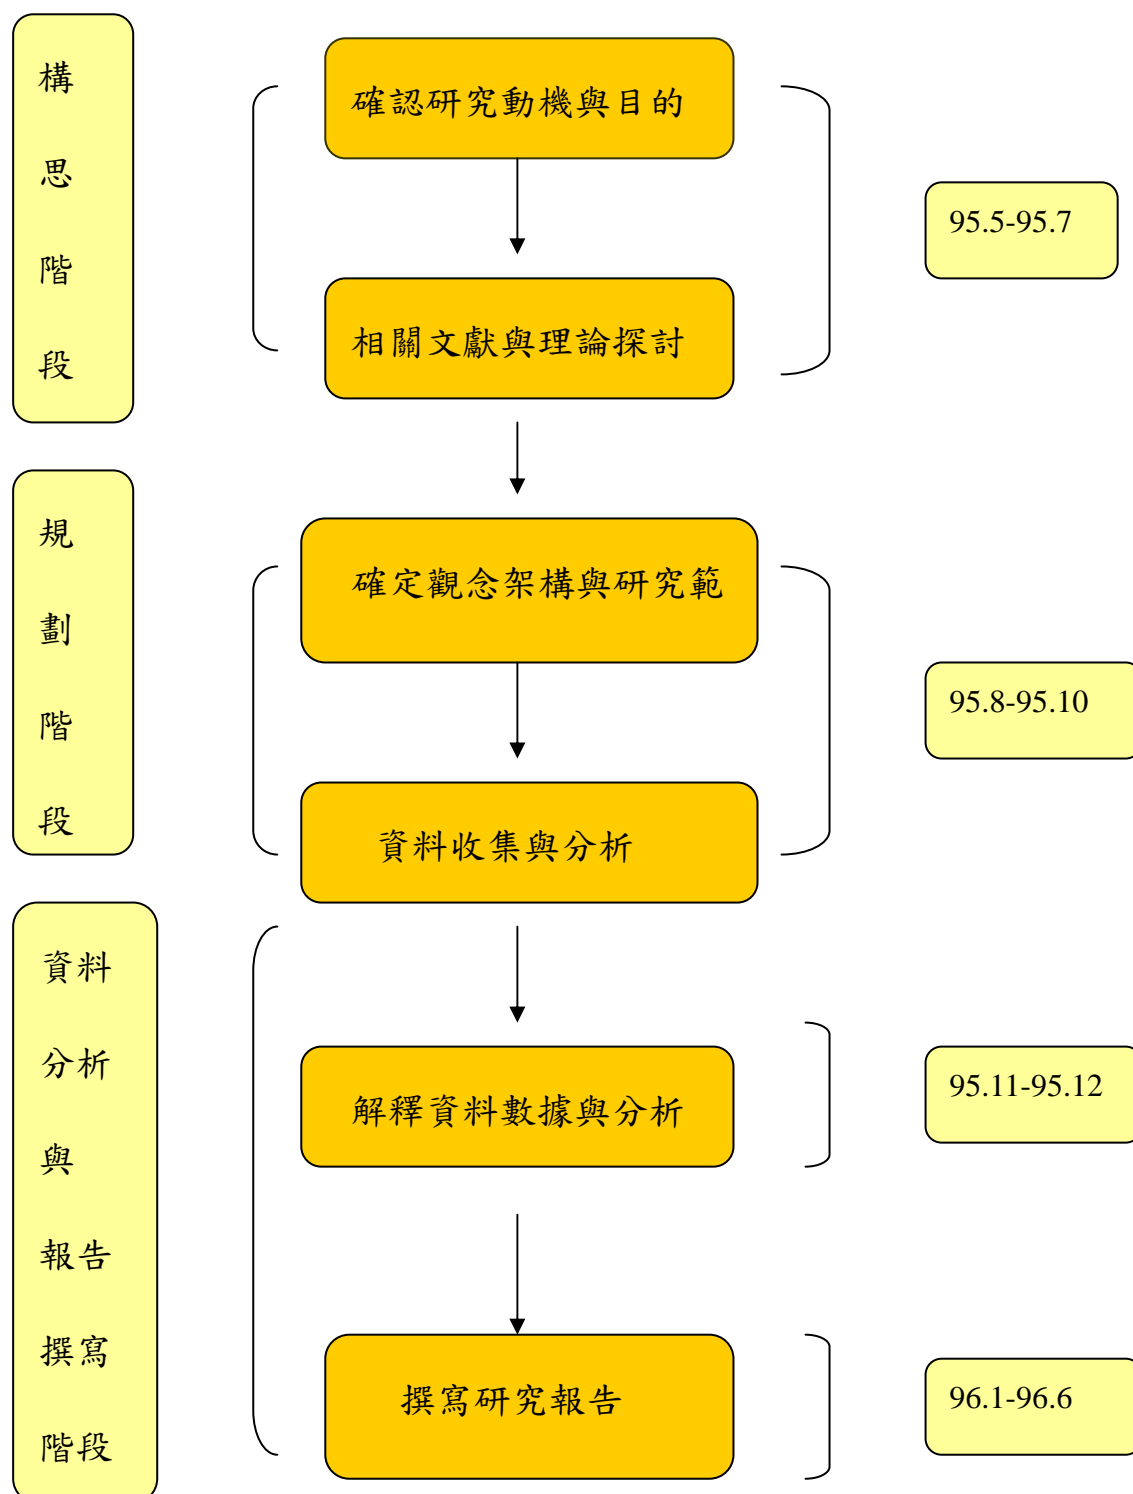 構
思
階
段
確認研究動機與目的
相關文獻與理論探討
95.5-95.7
規
劃
階
段
確定觀念架構與研究範
資料收集與分析
95.8-95.10
資料
分析
與
報告
撰寫
階段
解釋資料數據與分析
95.11-95.12
撰寫研究報告
96.1-96.6